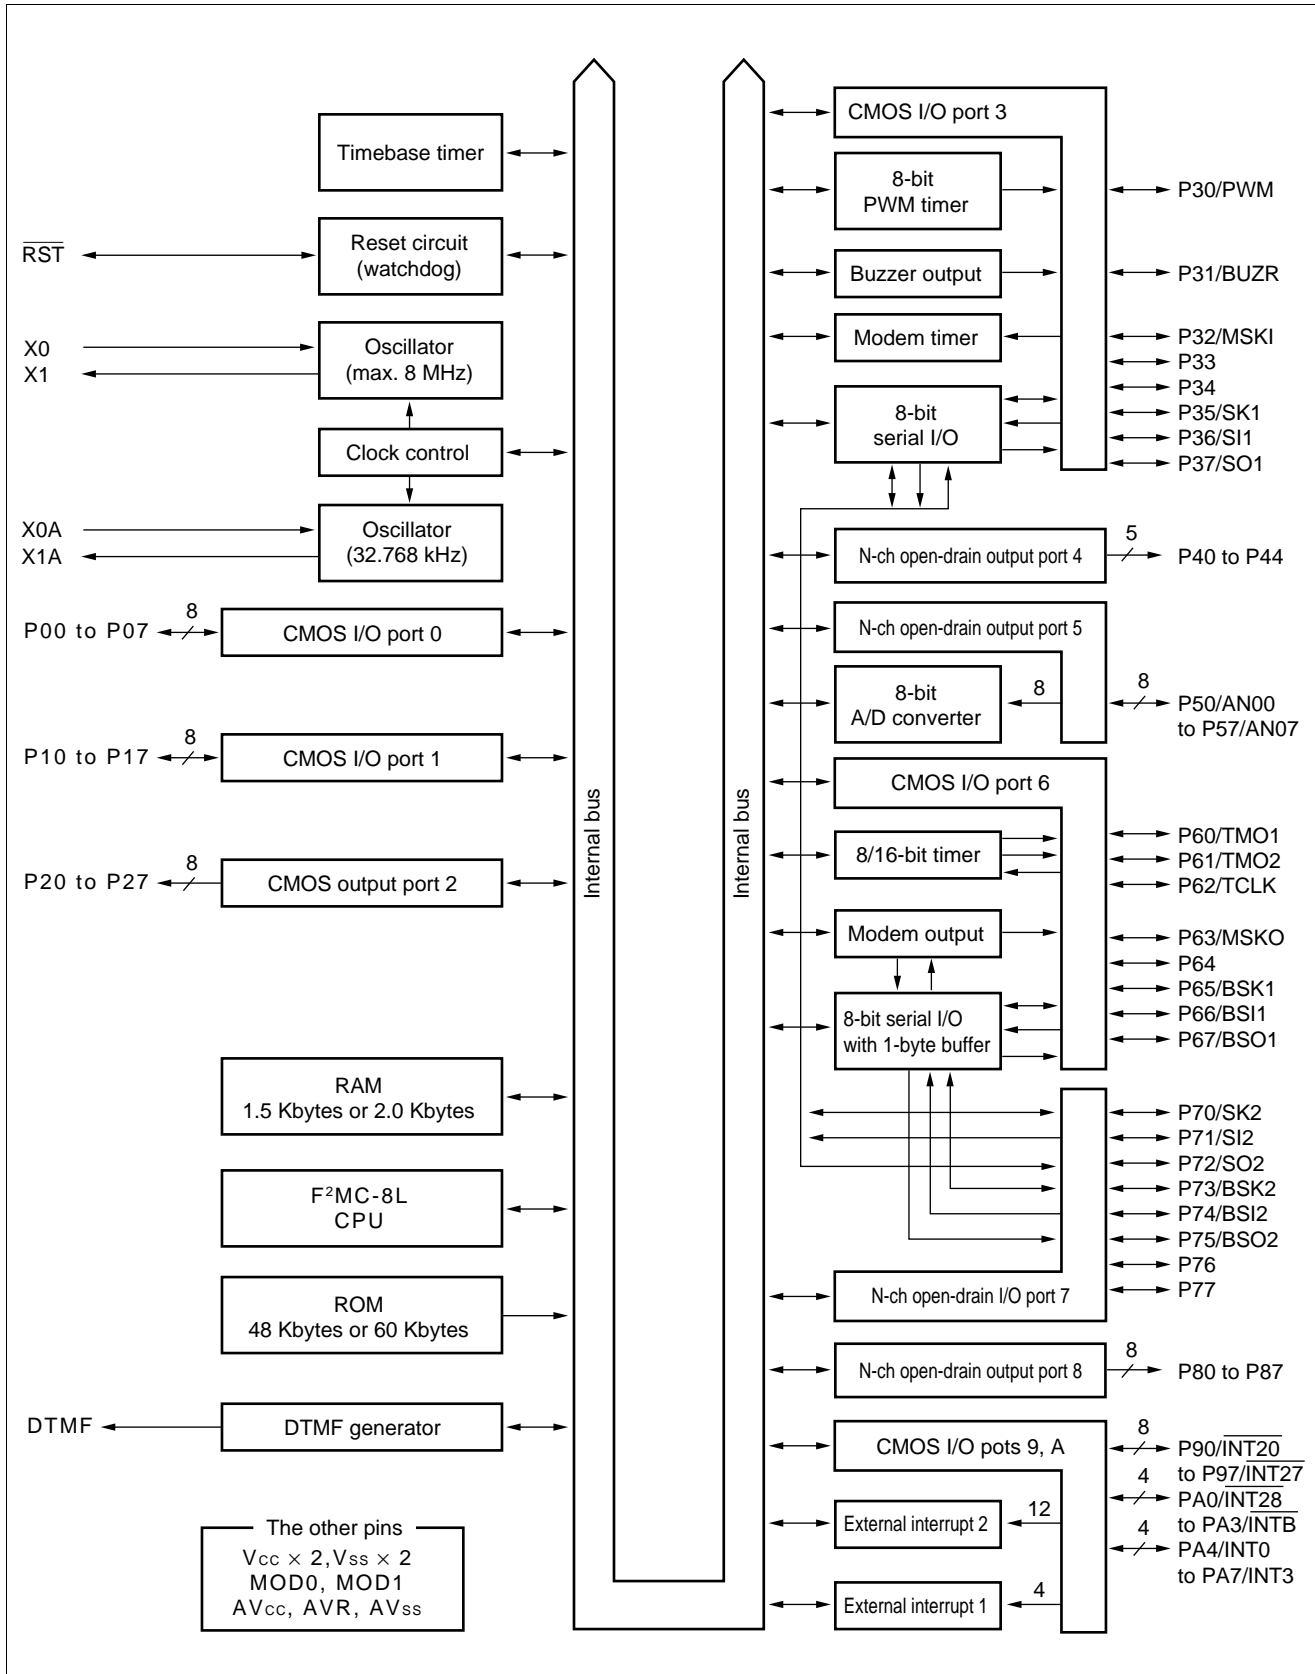 Timebase timer
RST
Reset circuit
(watchdog)
X0
X1
Oscillator
(max. 8 MHz)
Clock control
X0A
X1A
Oscillator
(32.768 kHz)
P00 to P07
8
CMOS I/O port 0
P10 to P17
8
CMOS I/O port 1
P20 to P27
8
CMOS output port 2
RAM
1.5 Kbytes or 2.0 Kbytes
F²MC-8L
CPU
ROM
48 Kbytes or 60 Kbytes
DTMF
DTMF generator
The other pins
VCC × 2, VSS × 2
MOD0, MOD1
AVCC, AVR, AVSS
Internal bus
Internal bus
CMOS I/O port 3
8-bit
PWM timer
P30/PWM
Buzzer output
P31/BUZR
Modem timer
P32/MSKI
P33
P34
8-bit
serial I/O
P35/SK1
P36/SI1
P37/SO1
N-ch open-drain output port 4
5
P40 to P44
N-ch open-drain output port 5
8-bit
A/D converter
8
8
P50/AN00
to P57/AN07
CMOS I/O port 6
8/16-bit timer
P60/TMO1
P61/TMO2
P62/TCLK
Modem output
P63/MSKO
P64
8-bit serial I/O
with 1-byte buffer
P65/BSK1
P66/BSI1
P67/BSO1
P70/SK2
P71/SI2
P72/SO2
P73/BSK2
P74/BSI2
P75/BSO2
P76
P77
N-ch open-drain I/O port 7
N-ch open-drain output port 8
8
P80 to P87
CMOS I/O pots 9, A
8
P90/INT20
to P97/INT27
4
PA0/INT28
to PA3/INTB
External interrupt 2
12
4
PA4/INT0
to PA7/INT3
External interrupt 1
4